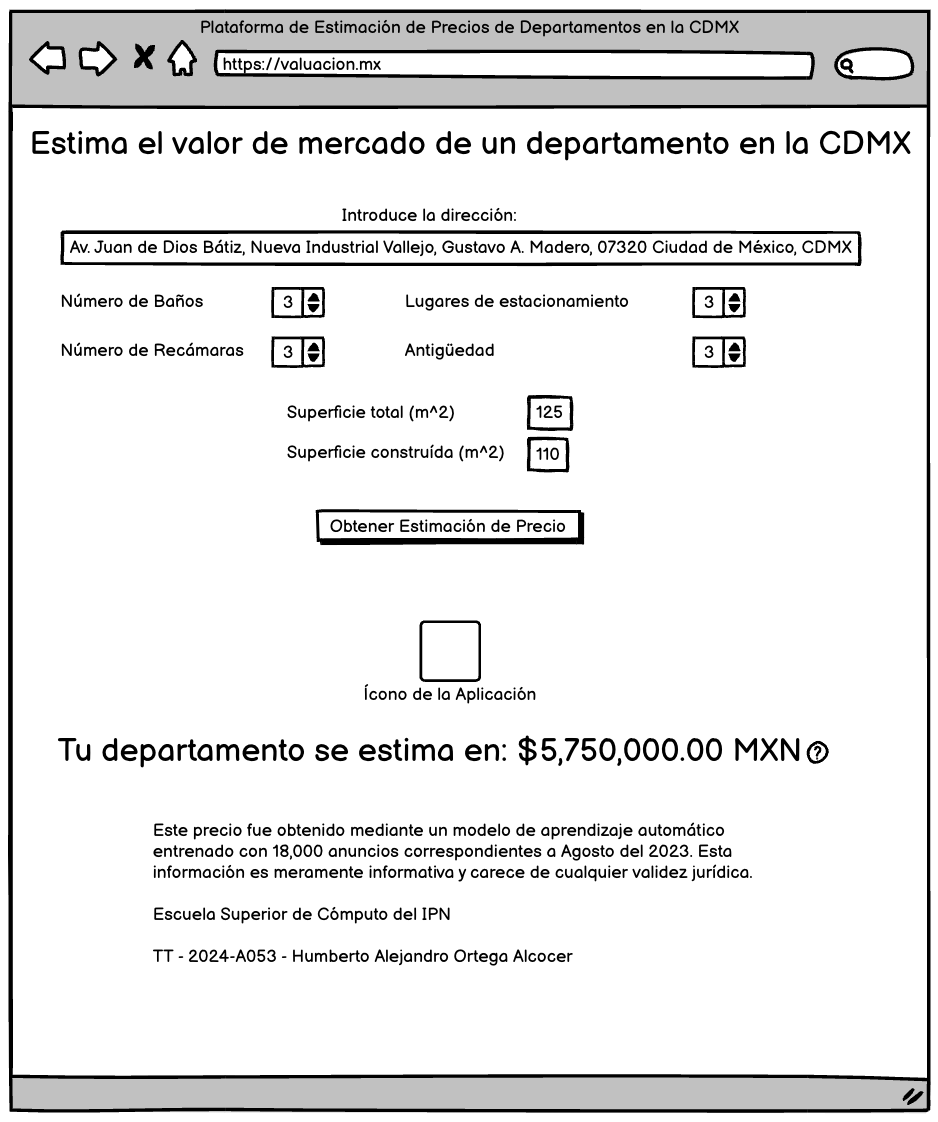 Plataforma de Estimación de Precios de Departamentos en la CDMX
https://valuacion.mx
Estima el valor de mercado de un departamento en la CDMX
Introduce la dirección:
Av. Juan de Dios Bátiz, Nueva Industrial Vallejo, Gustavo A. Madero, 07320 Ciudad de México, CDMX
Número de Baños 3 Lugares de estacionamiento 3
Número de Recámaras 3 Antigüedad 3
Superficie total (m^2) 125
Superficie construída (m^2) 110
Obtener Estimación de Precio
Ícono de la Aplicación
Tu departamento se estima en: $5,750,000.00 MXN ?
Este precio fue obtenido mediante un modelo de aprendizaje automático
entrenado con 18,000 anuncios correspondientes a Agosto del 2023. Esta
información es meramente informativa y carece de cualquier validez jurídica.
Escuela Superior de Cómputo del IPN
TT - 2024-A053 - Humberto Alejandro Ortega Alcocer